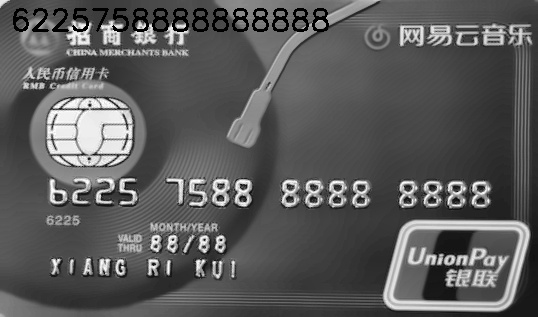 6225758888888888
招商银行
CHINA MERCHANTS BANK
网易云音乐
人民币信用卡
RMB Credit Card
6225 7588 8888 8888
6225
MONTH/YEAR
VALID THRU 88/88
XIANG RI KUI
UnionPay
银联